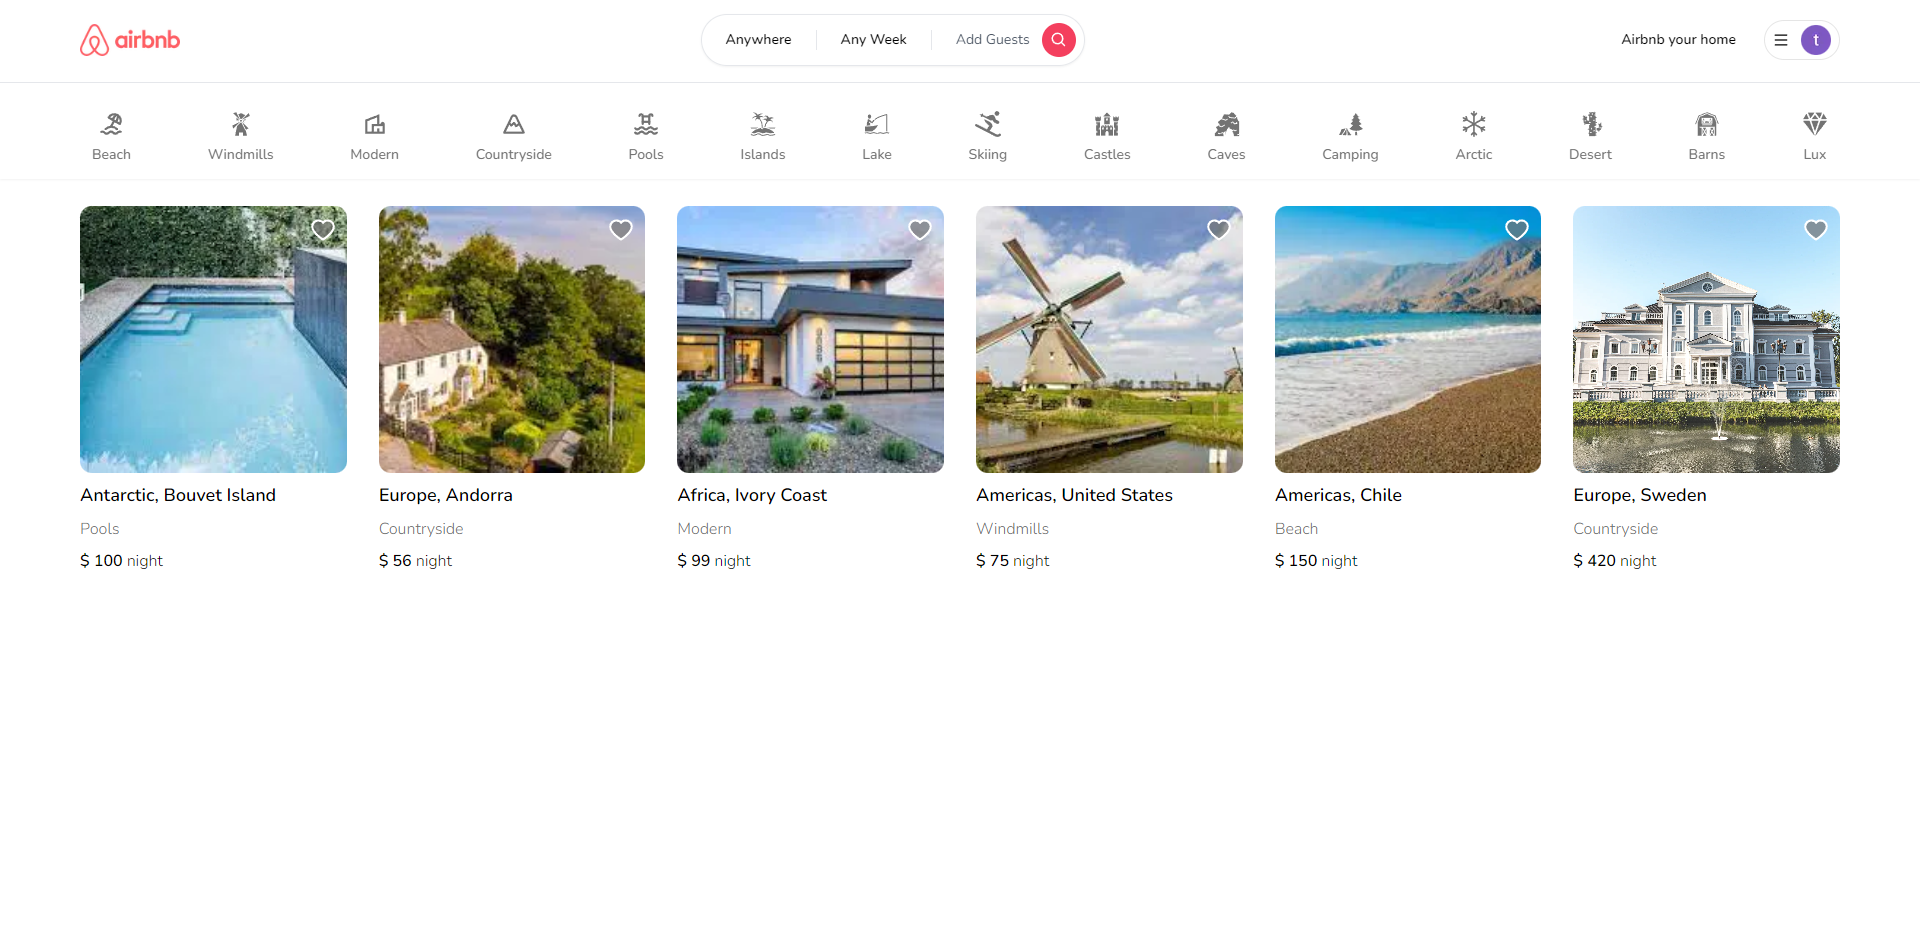 airbnb
Anywhere
Any Week
Add Guests
Airbnb your home
t
Beach
Windmills
Modern
Countryside
Pools
Islands
Lake
Skiing
Castles
Caves
Camping
Arctic
Desert
Barns
Lux
Antarctic, Bouvet Island
Pools
$ 100 night
Europe, Andorra
Countryside
$ 56 night
Africa, Ivory Coast
Modern
$ 99 night
Americas, United States
Windmills
$ 75 night
Americas, Chile
Beach
$ 150 night
Europe, Sweden
Countryside
$ 420 night